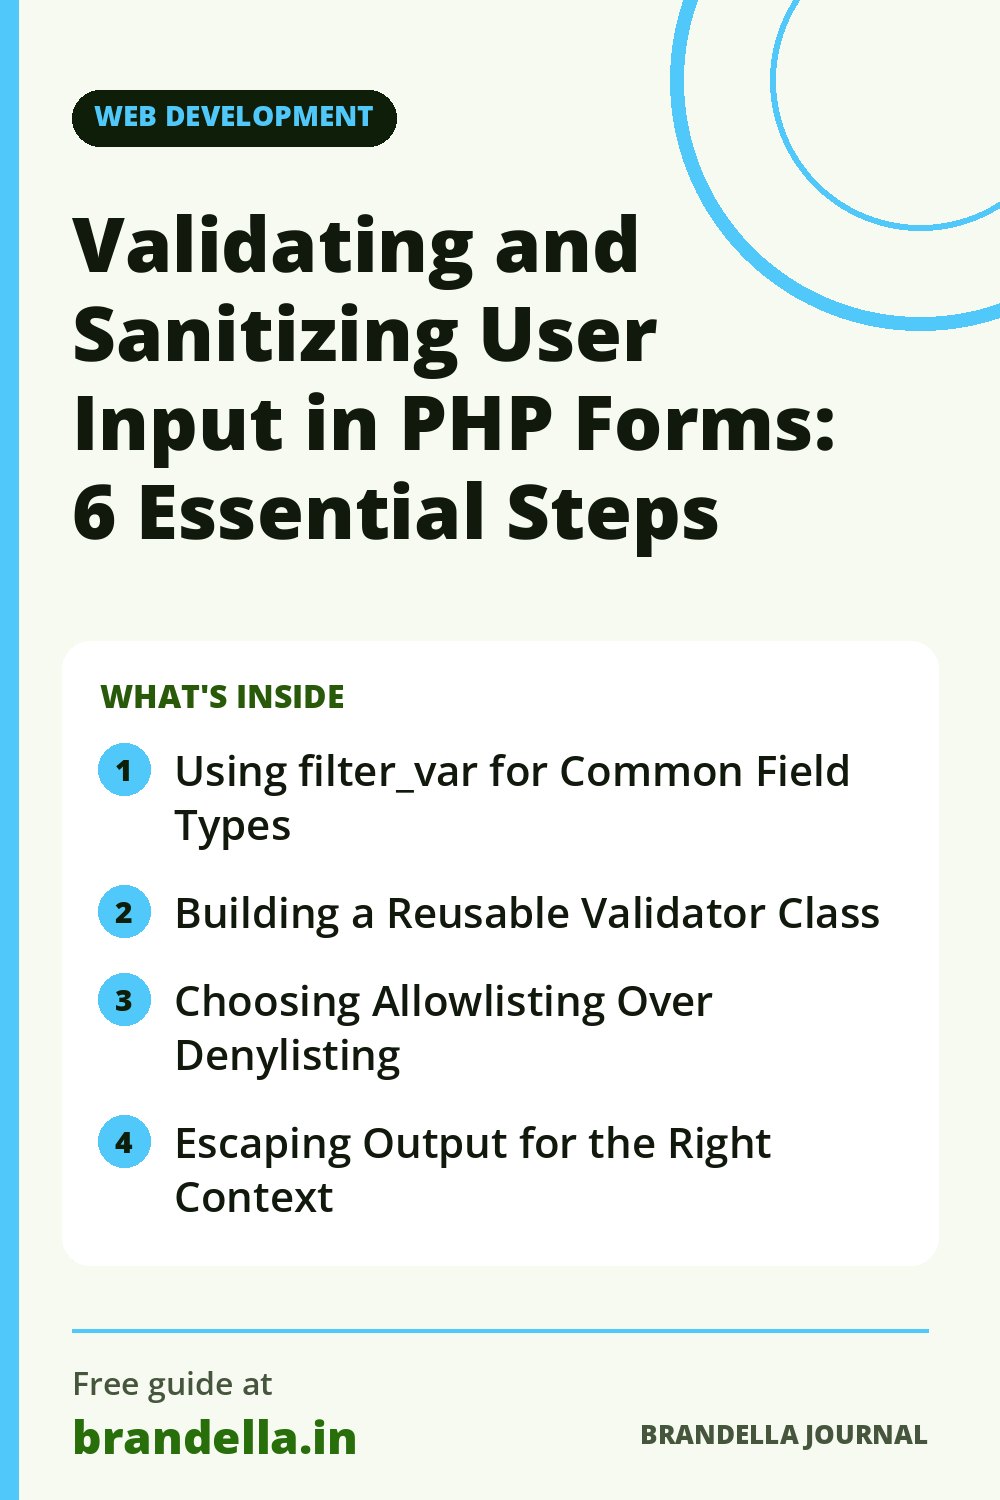 WEB DEVELOPMENT
Validating and
Sanitizing User
Input in PHP Forms:
6 Essential Steps
WHAT'S INSIDE
1 Using filter_var for Common Field
Types
2 Building a Reusable Validator Class
3 Choosing Allowlisting Over
Denylisting
4 Escaping Output for the Right
Context
Free guide at
brandella.in
BRANDELLA JOURNAL